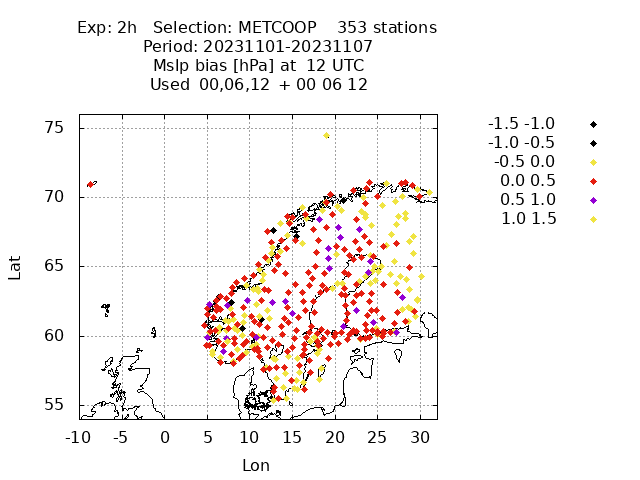 Exp: 2h   Selection: METCOOP    353 stations
Period: 20231101-20231107
Mslp bias [hPa] at  12 UTC
Used 00,06,12  + 00 06 12
75
70
65
60
55
-10 -5 0 5 10 15 20 25 30
Lat
Lon
-1.5 -1.0
-1.0 -0.5
-0.5 0.0
0.0 0.5
0.5 1.0
1.0 1.5